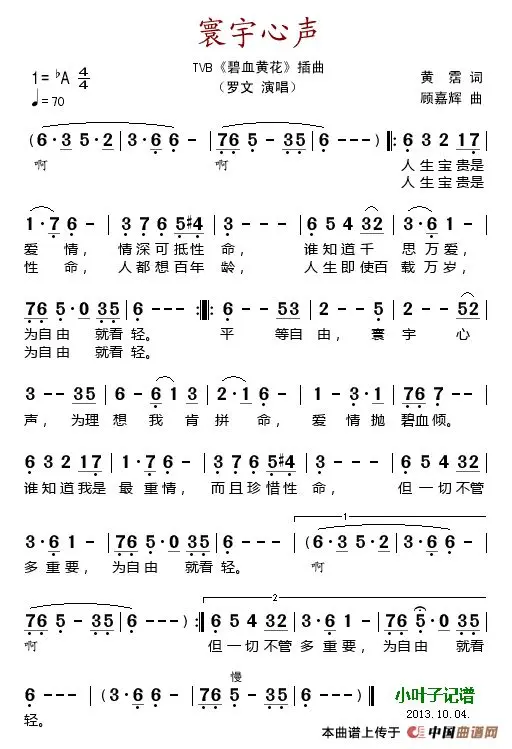 寰宇心声
1=♭A 4/4
TVB《碧血黄花》插曲
黄 霑 词
♩=70
（罗文 演唱）
顾嘉辉 曲
(6·3 5·2 | 3·6 6 - | 76 5 - 35 | 6 - - -) |: 6 3 2 17 |
啊 啊 人生宝贵是
人生宝贵是
1·7 6 - | 3 7 6 5#4 | 3 - - - | 6 5 4 32 | 3·6 1 - |
爱 情， 情深可抵性 命， 谁知道千 思万爱，
性 命， 人都想百年 龄， 人生即使百 载万岁，
76 5·0 35 | 6 - - - :||: 6 - - 53 | 2 - - 5 | 2 - - 52 |
为自由 就看轻。 平 等自由，寰 宇 心
为自由 就看轻。
3 - - 35 | 6 - 6 1 | 2·1 6 - | 1 - 3·1 | 76 7 - - |
声， 为理 想 我 肯 拼 命， 爱 情 抛 碧血倾。
6 3 2 17 | 1·7 6 - | 3 7 6 5#4 | 3 - - - | 6 5 4 32 |
谁知道我是 最 重情， 而且珍惜性 命， 但一切不管
1
3·6 1 - | 76 5·0 35 | 6 - - - | (6·3 5·2 | 3·6 6 - |
多 重要， 为自由 就看 轻。 啊
2
76 5 - 35 | 6 - - -) :| 6 5 4 32 | 3·6 1 - | 76 5·0 35 |
啊 但一切不管 多 重要， 为自由 就看
慢
6 - - - | (3·6 1 - | 76 5 - 35 | 6 - - -) ‖
轻。
小叶子记谱
2013.10.04.
本曲谱上传于 中国曲谱网